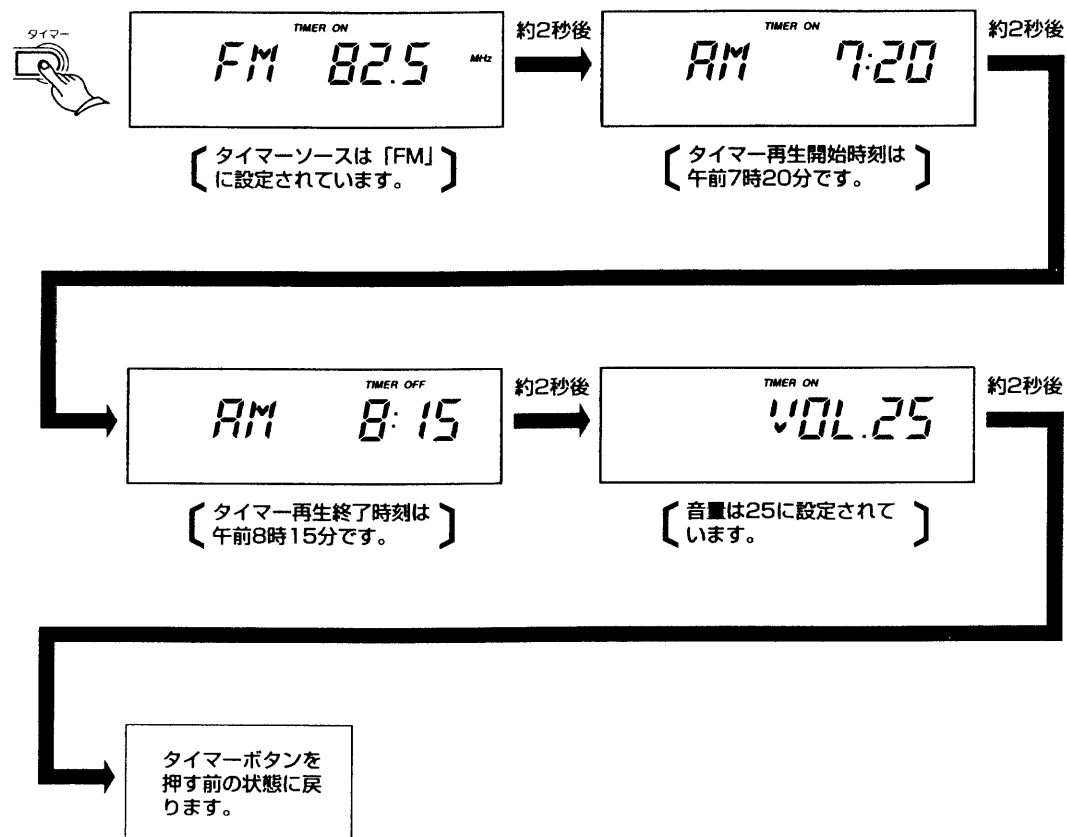 タイマー
TIMER ON
FM 82.5 MHz
約2秒後
TIMER ON
AM 7:20
約2秒後
タイマーソースは「FM」
に設定されています。
タイマー再生開始時刻は
午前7時20分です。
TIMER OFF
AM 8:15
約2秒後
TIMER ON
VOL.25
約2秒後
タイマー再生終了時刻は
午前8時15分です。
音量は25に設定されて
います。
タイマーボタンを
押す前の状態に戻
ります。